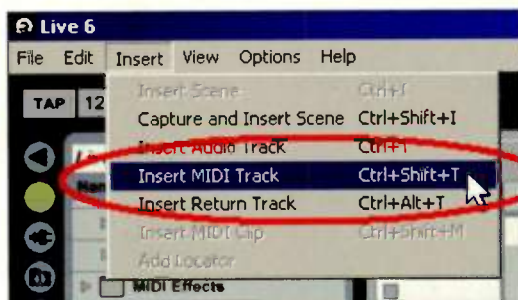 Live 6
File Edit Insert View Options Help
TAP 12
Insert Scene Ctrl+I
Capture and Insert Scene Ctrl+Shift+I
Insert Audio Track Ctrl+T
Insert MIDI Track Ctrl+Shift+T
Insert Return Track Ctrl+Alt+T
Insert MIDI Clip Ctrl+Shift+M
Add Locator
MIDI Effects